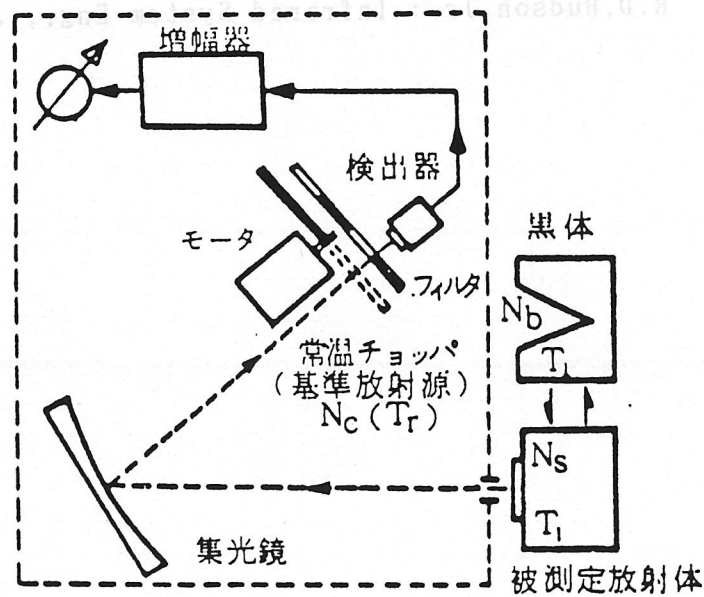 増幅器
検出器
モータ
フィルタ
黒体
Nb
T1
常温チョッパ
(基準放射源)
Nc(Tr)
Ns
T1
集光鏡
被測定放射体